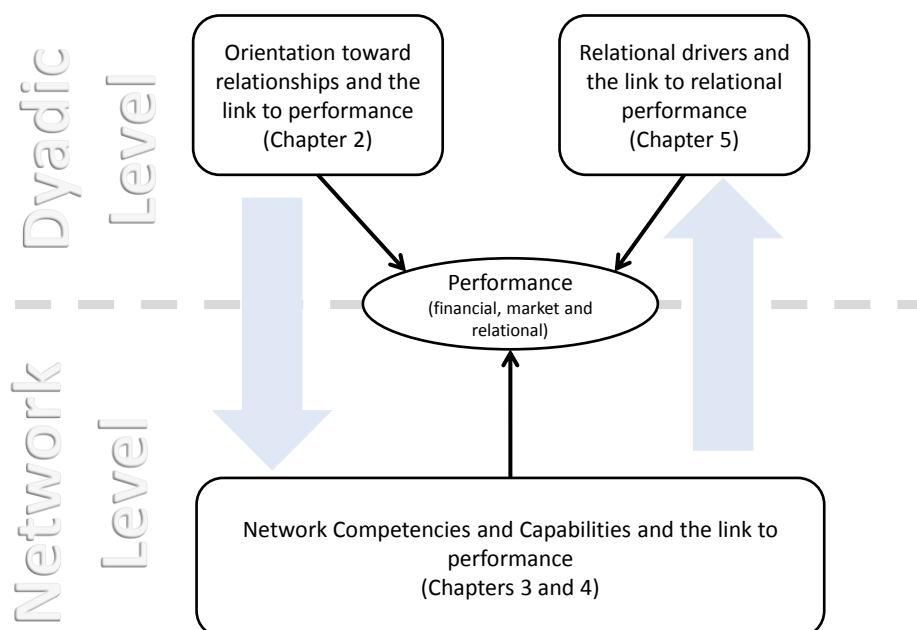 Dyadic
Level
Orientation toward
relationships and the
link to performance
(Chapter 2)
Relational drivers and
the link to relational
performance
(Chapter 5)
Performance
(financial, market and
relational)
Network
Level
Network Competencies and Capabilities and the link to
performance
(Chapters 3 and 4)